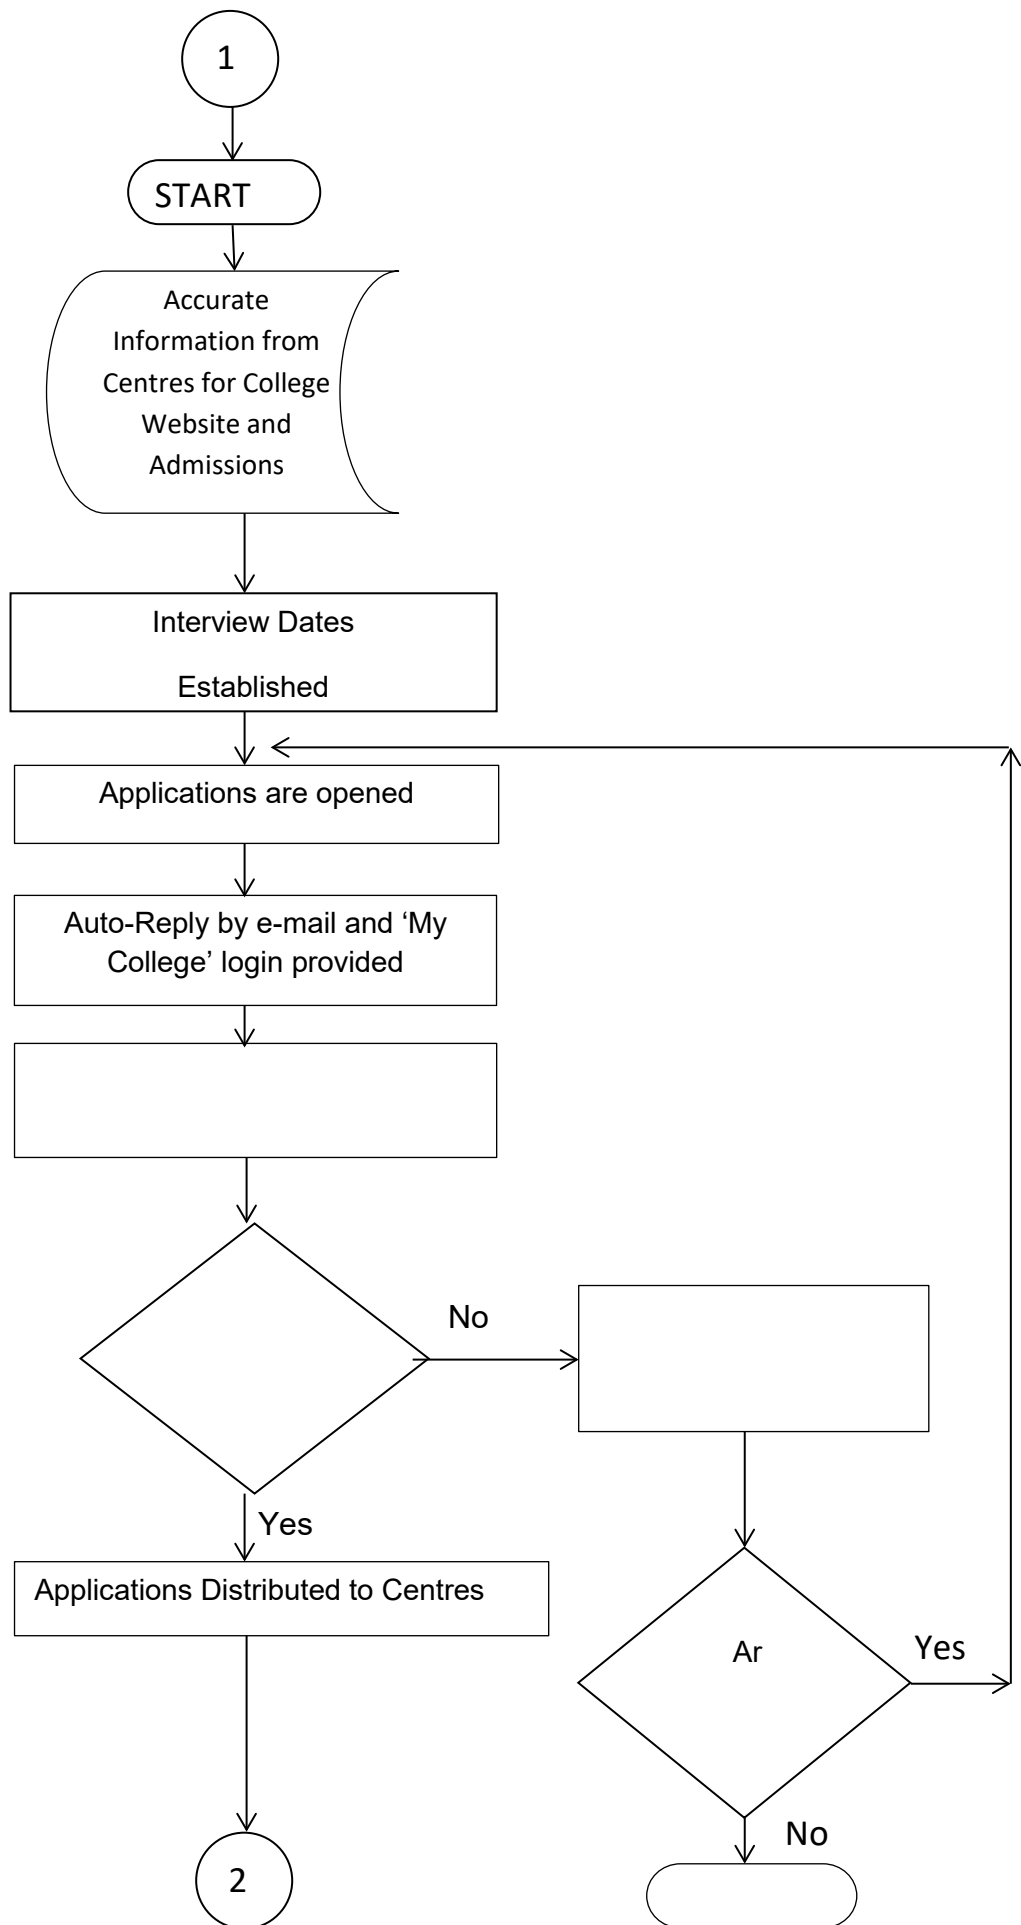 1
START
Accurate
Information from
Centres for College
Website and
Admissions
Interview Dates
Established
Applications are opened
Auto-Reply by e-mail and ‘My
College’ login provided
No
Yes
Applications Distributed to Centres
Ar
Yes
No
2